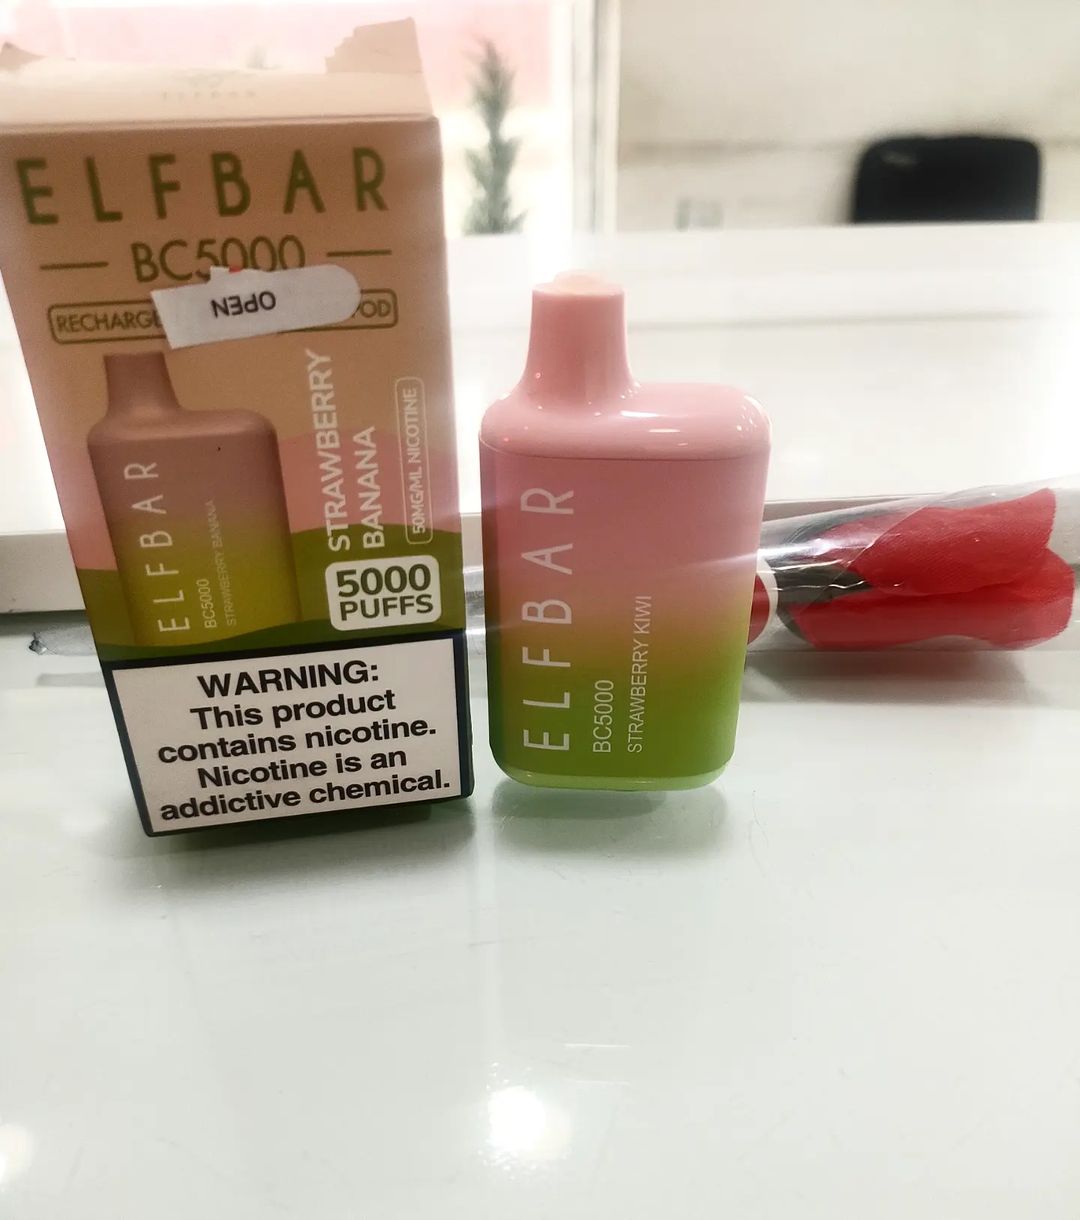 ELFBAR
BC5000
RECHARGE
POD
OPEN
STRAWBERRY
BANANA
50MG/ML NICOTINE
ELFBAR
BC5000
STRAWBERRY BANANA
5000
PUFFS
WARNING:
This product
contains nicotine.
Nicotine is an
addictive chemical.
ELFBAR
BC5000
STRAWBERRY KIWI